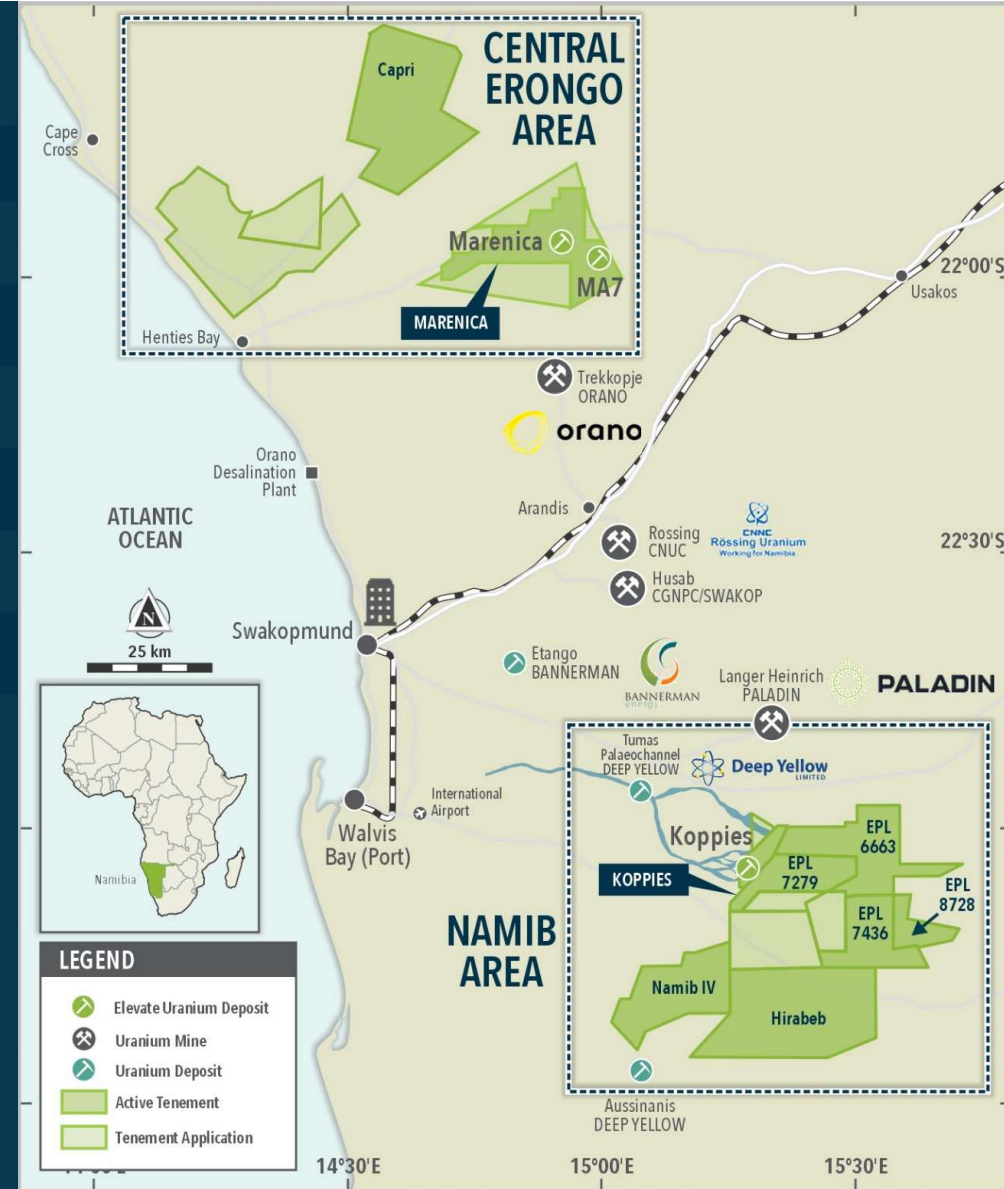 CENTRAL
ERONGO
AREA
Capri
Cape
Cross
Marenica
MA7
MARENICA
22°00'S
Usakos
Henties Bay
Trekkopje
ORANO
orano
Orano
Desalination
Plant
Arandis
ATLANTIC
OCEAN
Rossing
CNUC
CNNC
Rössing Uranium
Working for Namibia
22°30'S
Husab
CGNPC/SWAKOP
N
25 km
Swakopmund
Etango
BANNERMAN
BANNERMAN
energy
Langer Heinrich
PALADIN
PALADIN
Tumas
Palaeochannel
DEEP YELLOW
Deep Yellow
LIMITED
International
Airport
Walvis
Bay (Port)
Koppies
KOPPIES
EPL
6663
EPL
7279
EPL
8728
EPL
7436
Namibia
NAMIB
AREA
Namib IV
Hirabeb
Aussinanis
DEEP YELLOW
LEGEND
Elevate Uranium Deposit
Uranium Mine
Uranium Deposit
Active Tenement
Tenement Application
14°30'E
15°00'E
15°30'E